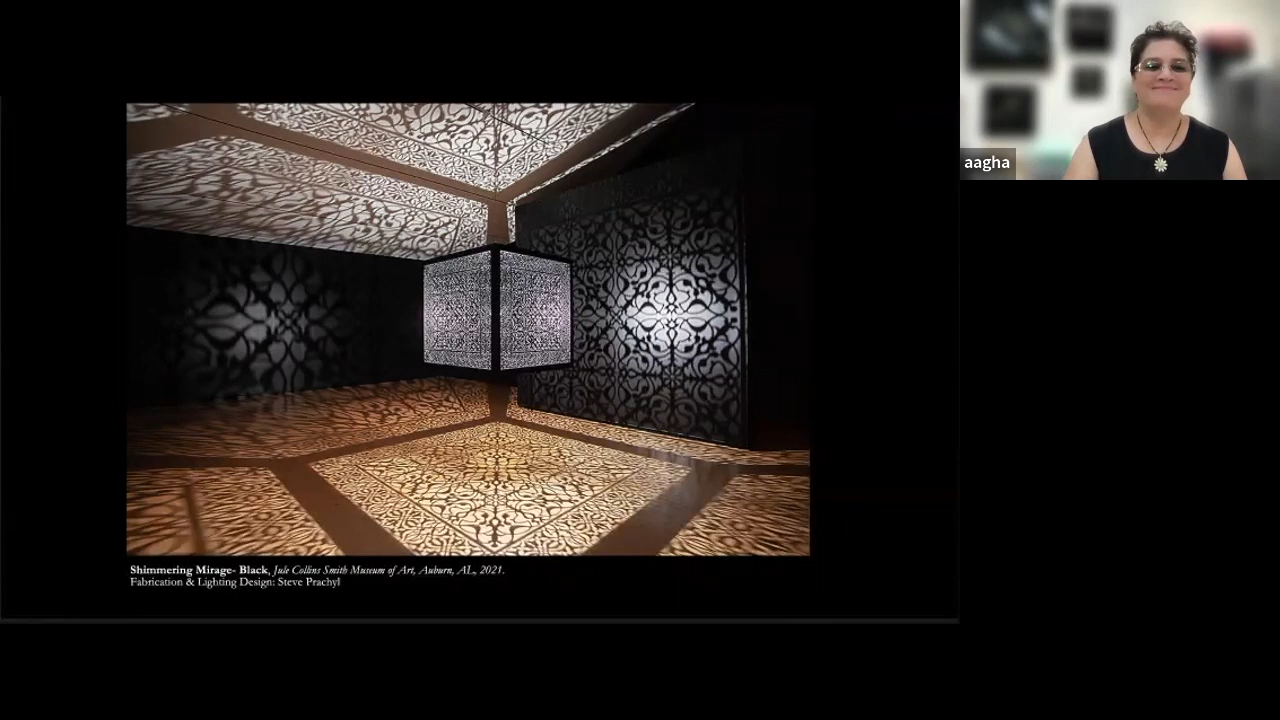 aagha
Shimmering Mirage- Black, Jule Collins Smith Museum of Art, Auburn, AL, 2021.
Fabrication & Lighting Design: Steve Prachyl